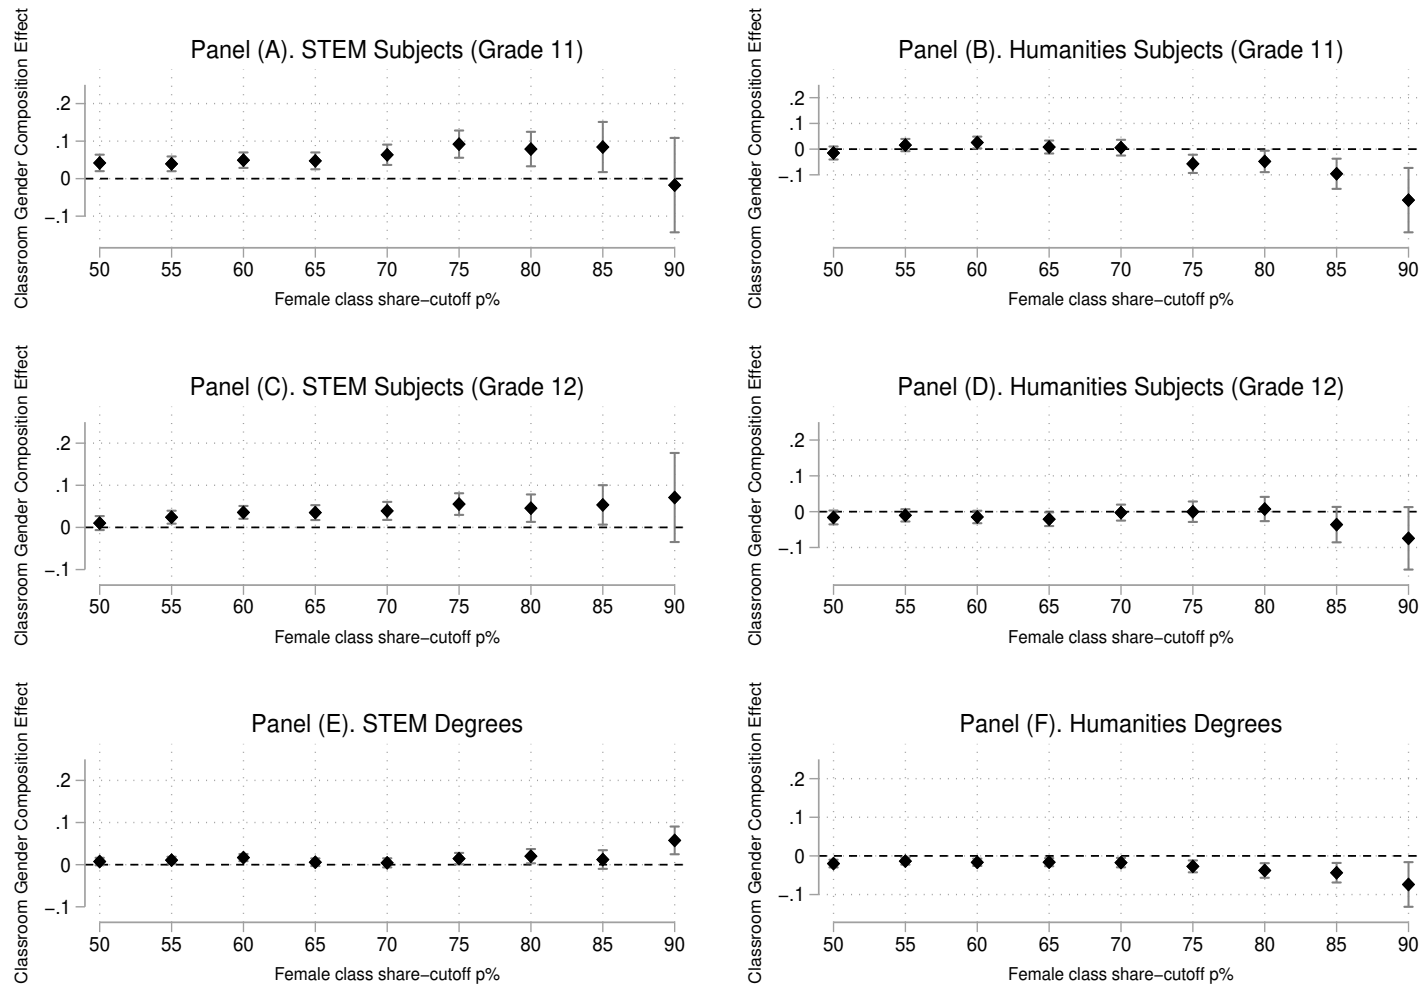 Panel (A). STEM Subjects (Grade 11)
Classroom Gender Composition Effect
.2
.1
0
−.1
50 55 60 65 70 75 80 85 90
Female class share−cutoff p%
Panel (B). Humanities Subjects (Grade 11)
Classroom Gender Composition Effect
.2
.1
0
−.1
50 55 60 65 70 75 80 85 90
Female class share−cutoff p%
Panel (C). STEM Subjects (Grade 12)
Classroom Gender Composition Effect
.2
.1
0
−.1
50 55 60 65 70 75 80 85 90
Female class share−cutoff p%
Panel (D). Humanities Subjects (Grade 12)
Classroom Gender Composition Effect
.2
.1
0
−.1
50 55 60 65 70 75 80 85 90
Female class share−cutoff p%
Panel (E). STEM Degrees
Classroom Gender Composition Effect
.2
.1
0
−.1
50 55 60 65 70 75 80 85 90
Female class share−cutoff p%
Panel (F). Humanities Degrees
Classroom Gender Composition Effect
.2
.1
0
−.1
50 55 60 65 70 75 80 85 90
Female class share−cutoff p%